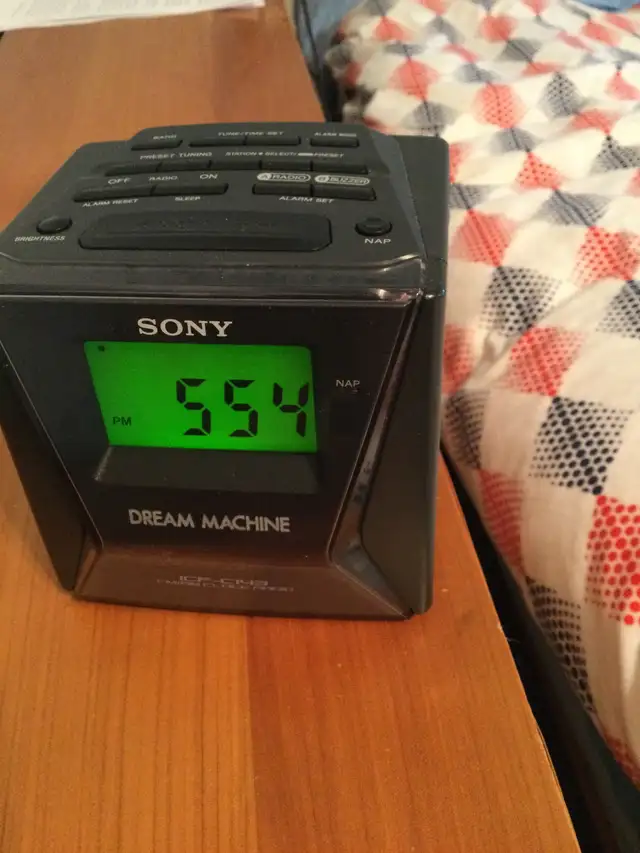 RADIO TUNE/TIME SET ALARM MODE
PRESET TUNING STATION SELECT PRESET
OFF RADIO ON A RADIO B BUZZER
ALARM RESET SLEEP ALARM SET
BRIGHTNESS NAP
SONY
NAP
PM 554
DREAM MACHINE